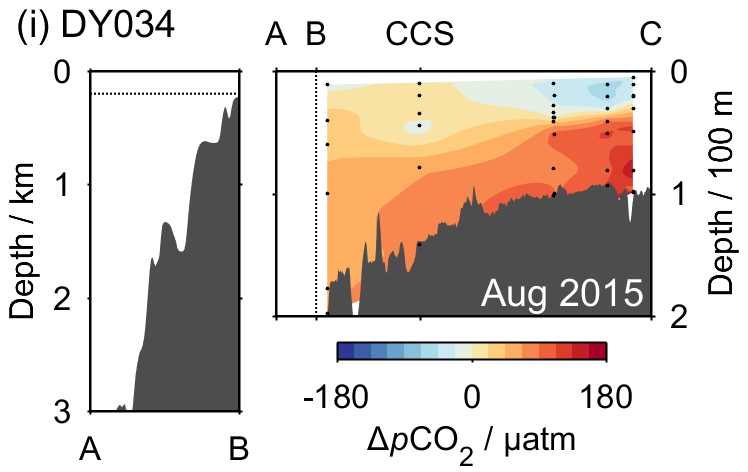 (i) DY034
A B CCS C
0
1
2
3
Depth / km
A B
0
1
2
Depth / 100 m
Aug 2015
-180 0 180
ΔpCO₂ / µatm